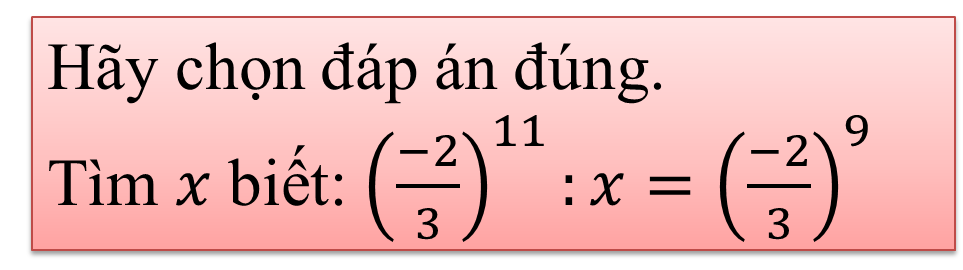 Hãy chọn đáp án đúng.
Tìm x biết: (−2/3)^11 : x = (−2/3)^9